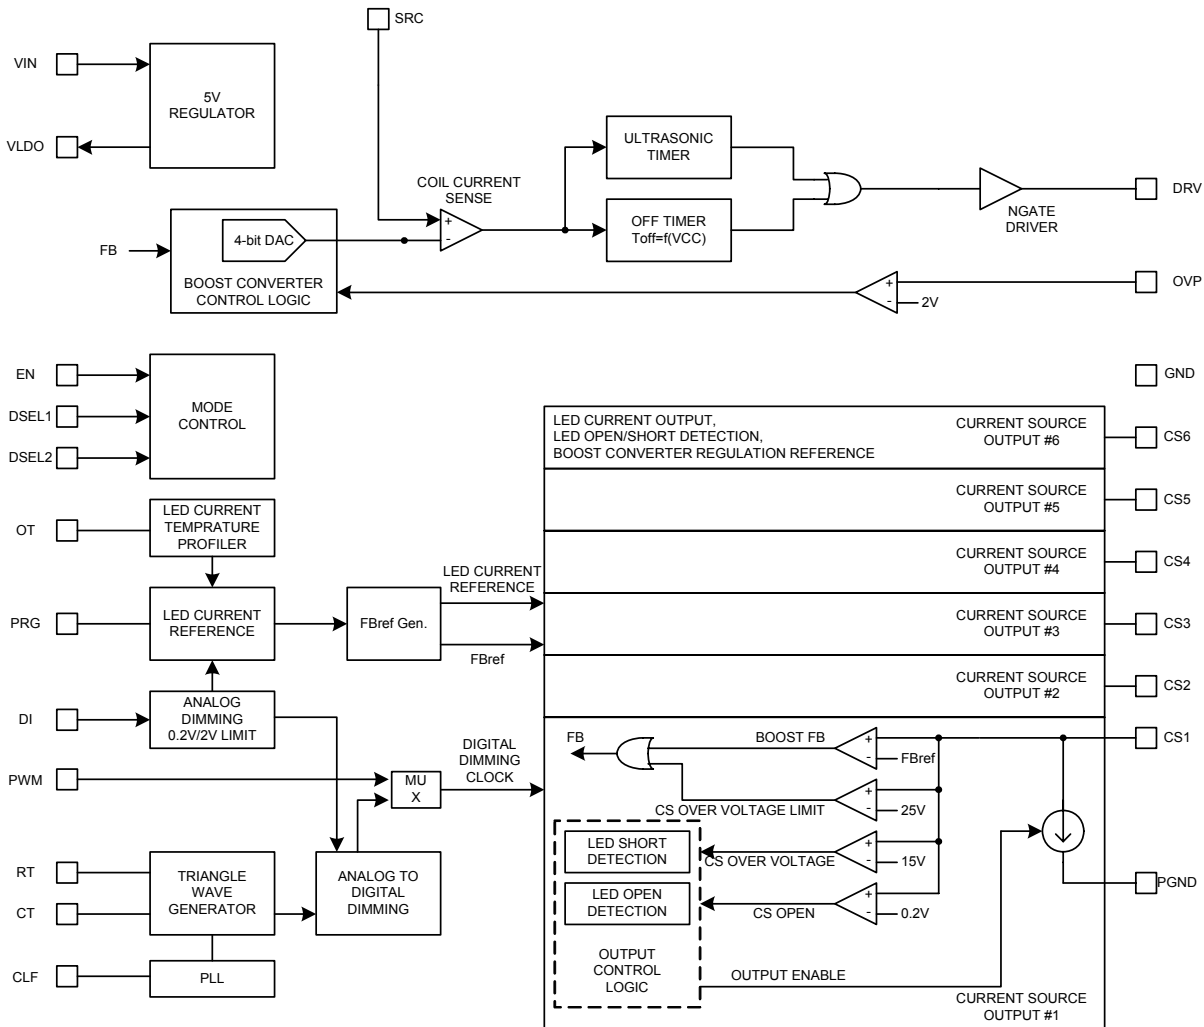 SRC
VIN
5V
REGULATOR
VLDO
ULTRASONIC
TIMER
COIL CURRENT
SENSE
+
-
DRV
NGATE
DRIVER
OFF TIMER
Toff=f(VCC)
FB
4-bit DAC
BOOST CONVERTER
CONTROL LOGIC
+
-
2V
OVP
EN
DSEL1
DSEL2
MODE
CONTROL
GND
LED CURRENT OUTPUT,
LED OPEN/SHORT DETECTION,
BOOST CONVERTER REGULATION REFERENCE
CURRENT SOURCE
OUTPUT #6
CS6
CURRENT SOURCE
OUTPUT #5
CS5
CURRENT SOURCE
OUTPUT #4
CS4
CURRENT SOURCE
OUTPUT #3
CS3
CURRENT SOURCE
OUTPUT #2
CS2
OT
LED CURRENT
TEMPRATURE
PROFILER
PRG
LED CURRENT
REFERENCE
FBref Gen.
LED CURRENT
REFERENCE
FBref
DI
ANALOG
DIMMING
0.2V/2V LIMIT
PWM
MU
X
DIGITAL
DIMMING
CLOCK
RT
CT
TRIANGLE
WAVE
GENERATOR
ANALOG TO
DIGITAL
DIMMING
CLF
PLL
FB
BOOST FB
+
-
FBref
CS1
CS OVER VOLTAGE LIMIT
+
-
25V
LED SHORT
DETECTION
CS OVER VOLTAGE
+
-
15V
LED OPEN
DETECTION
CS OPEN
+
-
0.2V
PGND
OUTPUT
CONTROL
LOGIC
OUTPUT ENABLE
CURRENT SOURCE
OUTPUT #1